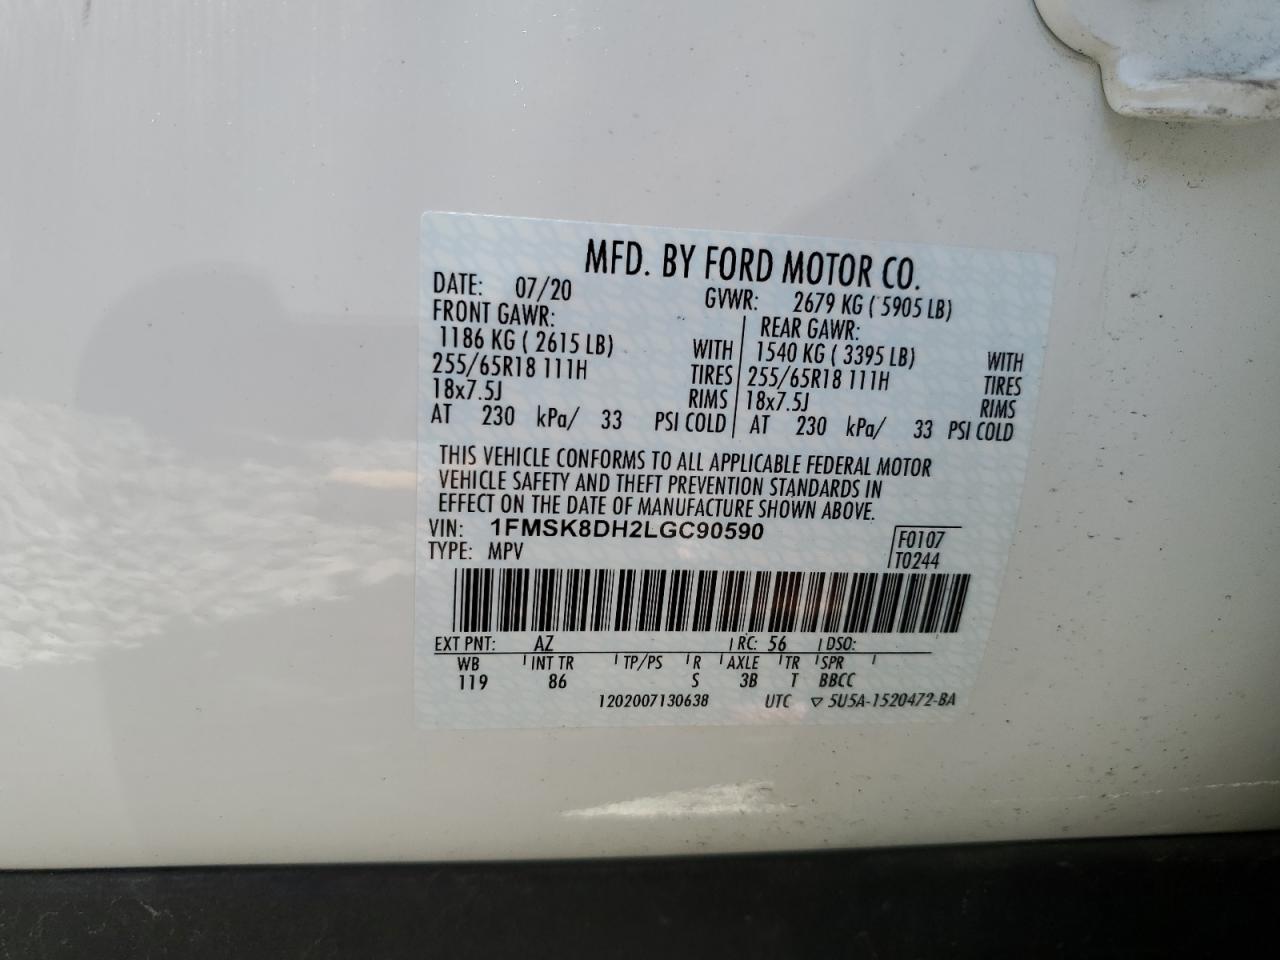 MFD. BY FORD MOTOR CO.
DATE: 07/20 GVWR: 2679 KG ( 5905 LB)
FRONT GAWR: REAR GAWR:
1186 KG ( 2615 LB) WITH 1540 KG ( 3395 LB) WITH
255/65R18 111H TIRES 255/65R18 111H TIRES
18x7.5J RIMS 18x7.5J RIMS
AT 230 kPa/ 33 PSI COLD AT 230 kPa/ 33 PSI COLD
THIS VEHICLE CONFORMS TO ALL APPLICABLE FEDERAL MOTOR
VEHICLE SAFETY AND THEFT PREVENTION STANDARDS IN
EFFECT ON THE DATE OF MANUFACTURE SHOWN ABOVE.
VIN: 1FMSK8DH2LGC90590 F0107
TYPE: MPV T0244
EXT PNT: AZ RC: 56 DSO:
WB INT TR TP/PS R AXLE TR SPR
119 86 S 3B T BBCC
1202007130638 UTC ▽ 5U5A-1520472-BA